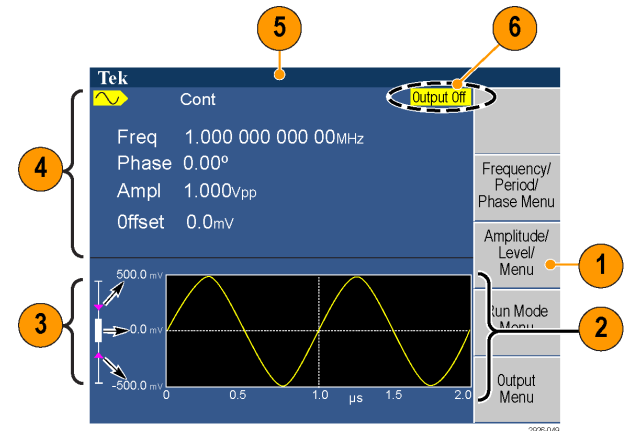 5
6
Tek
Cont
Output Off
Freq 1.000 000 000 00MHz
Phase 0.00º
Ampl 1.000Vpp
Offset 0.0mV
4
Frequency/
Period/
Phase Menu
Amplitude/
Level/
Menu
1
Run Mode
Menu
2
Output
Menu
3
500.0 mV
0.0 mV
-500.0 mV
0
0.5
1.0
µs
1.5
2.0
2926-049